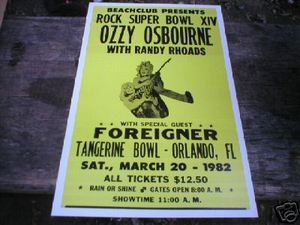 BEACHCLUB PRESENTS
ROCK SUPER BOWL XIV
OZZY OSBOURNE
WITH RANDY RHOADS
WITH SPECIAL GUEST
FOREIGNER
TANGERINE BOWL - ORLANDO, FL
SAT., MARCH 20 - 1982
ALL TICKETS $12.50
RAIN OR SHINE GATES OPEN 8:00 A.M.
SHOWTIME 11:00 A.M.